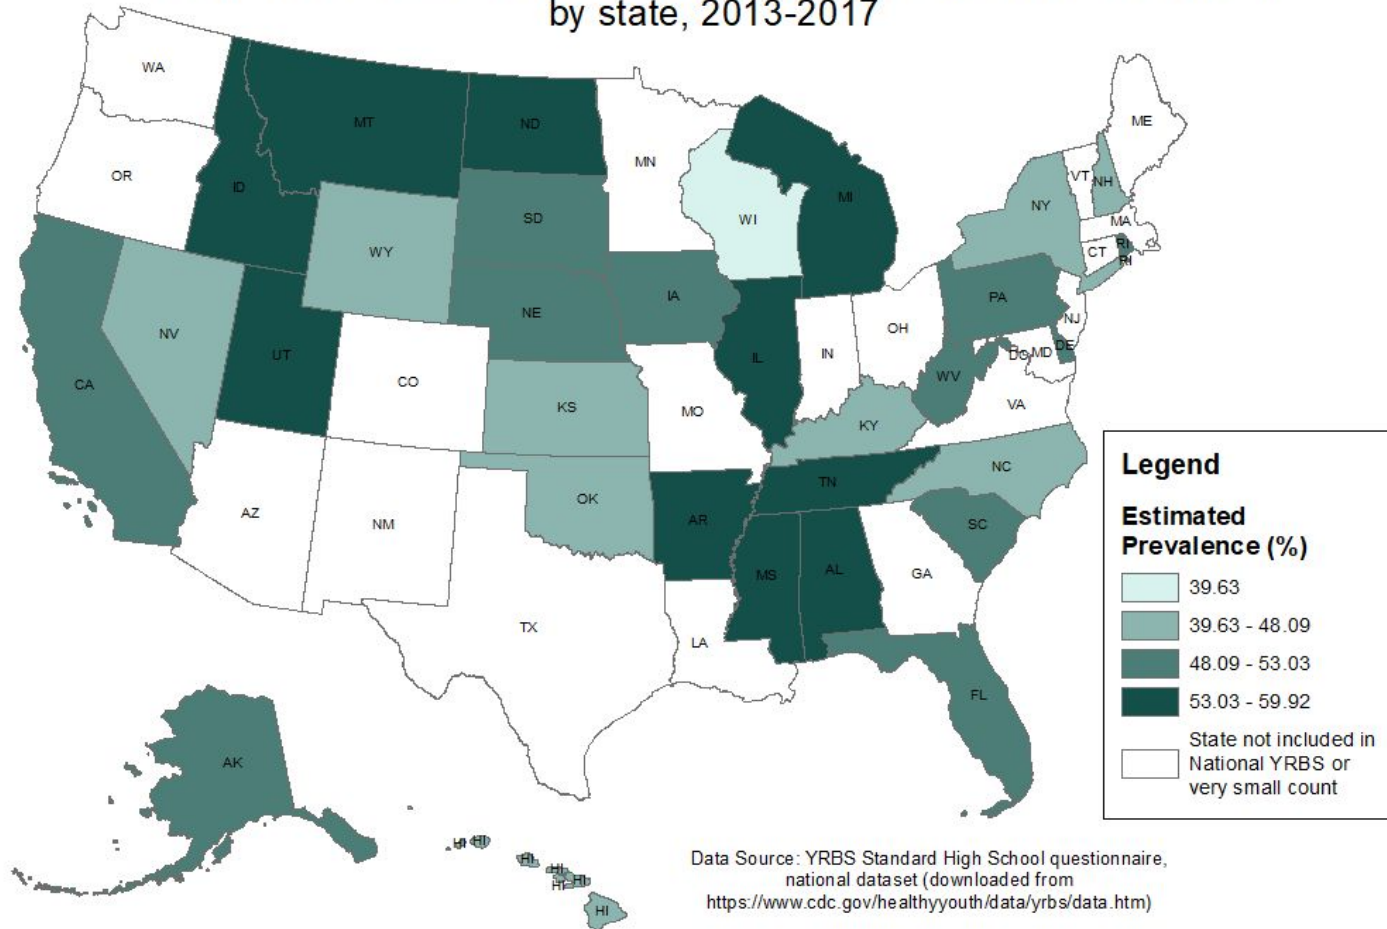 by state, 2013-2017
WA
MT
ND
MN
ME
OR
ID
SD
WI
MI
VT
NH
NY
MA
WY
CT
RI
RI
IA
PA
NE
NV
UT
IL
IN
OH
NJ
DC
MD
DE
CA
CO
WV
KS
MO
KY
VA
NC
AZ
NM
OK
AR
TN
SC
MS
AL
GA
TX
LA
FL
AK
HI
HI
HI
HI
HI
HI
HI
Legend
Estimated
Prevalence (%)
39.63
39.63 - 48.09
48.09 - 53.03
53.03 - 59.92
State not included in
National YRBS or
very small count
Data Source: YRBS Standard High School questionnaire,
national dataset (downloaded from
https://www.cdc.gov/healthyyouth/data/yrbs/data.htm)